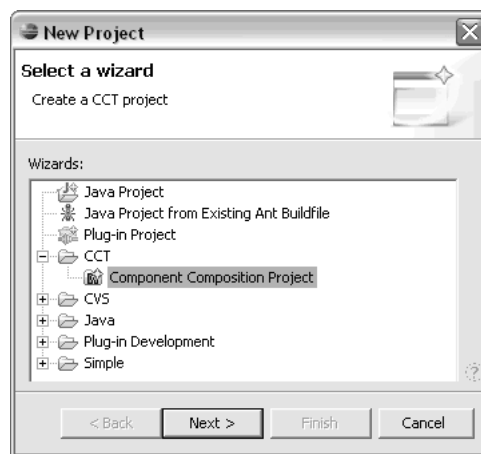 New Project
Select a wizard
Create a CCT project
Wizards:
Java Project
Java Project from Existing Ant Buildfile
Plug-in Project
CCT
Component Composition Project
CVS
Java
Plug-in Development
Simple
< Back Next > Finish Cancel